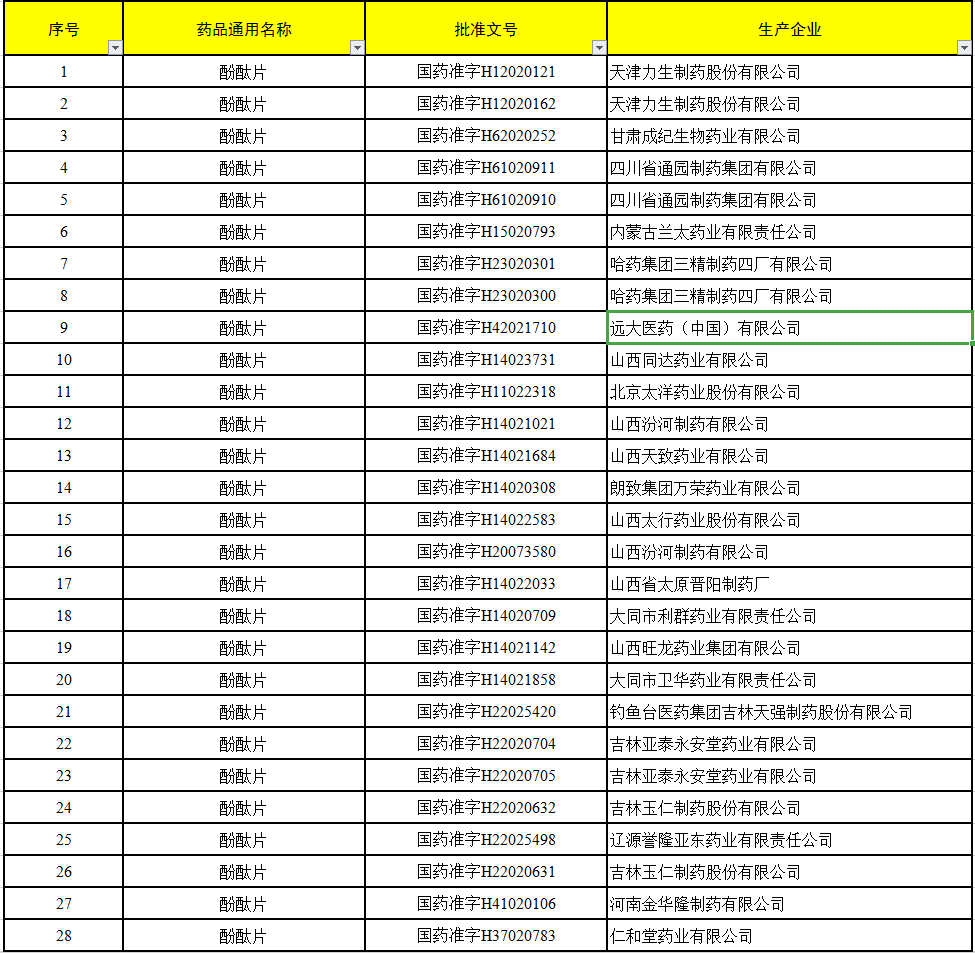 序号 药品通用名称 批准文号 生产企业
1 酚酞片 国药准字H12020121 天津力生制药股份有限公司
2 酚酞片 国药准字H12020162 天津力生制药股份有限公司
3 酚酞片 国药准字H62020252 甘肃成纪生物药业有限公司
4 酚酞片 国药准字H61020911 四川省通园制药集团有限公司
5 酚酞片 国药准字H61020910 四川省通园制药集团有限公司
6 酚酞片 国药准字H15020793 内蒙古兰太药业有限责任公司
7 酚酞片 国药准字H23020301 哈药集团三精制药四厂有限公司
8 酚酞片 国药准字H23020300 哈药集团三精制药四厂有限公司
9 酚酞片 国药准字H42021710 远大医药（中国）有限公司
10 酚酞片 国药准字H14023731 山西同达药业有限公司
11 酚酞片 国药准字H11022318 北京太洋药业股份有限公司
12 酚酞片 国药准字H14021021 山西汾河制药有限公司
13 酚酞片 国药准字H14021684 山西天致药业有限公司
14 酚酞片 国药准字H14020308 朗致集团万荣药业有限公司
15 酚酞片 国药准字H14022583 山西太行药业股份有限公司
16 酚酞片 国药准字H20073580 山西汾河制药有限公司
17 酚酞片 国药准字H14022033 山西省太原晋阳制药厂
18 酚酞片 国药准字H14020709 大同市利群药业有限责任公司
19 酚酞片 国药准字H14021142 山西旺龙药业集团有限公司
20 酚酞片 国药准字H14021858 大同市卫华药业有限责任公司
21 酚酞片 国药准字H22025420 钓鱼台医药集团吉林天强制药股份有限公司
22 酚酞片 国药准字H22020704 吉林亚泰永安堂药业有限公司
23 酚酞片 国药准字H22020705 吉林亚泰永安堂药业有限公司
24 酚酞片 国药准字H22020632 吉林玉仁制药股份有限公司
25 酚酞片 国药准字H22025498 辽源誉隆亚东药业有限责任公司
26 酚酞片 国药准字H22020631 吉林玉仁制药股份有限公司
27 酚酞片 国药准字H41020106 河南金华隆制药有限公司
28 酚酞片 国药准字H37020783 仁和堂药业有限公司